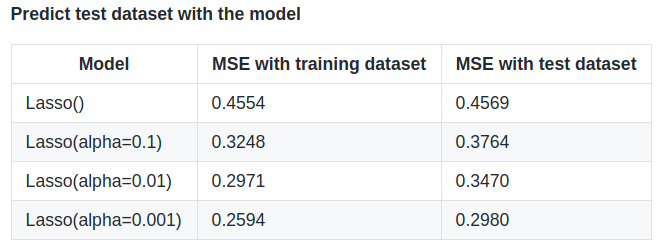 Predict test dataset with the model
Model MSE with training dataset MSE with test dataset
Lasso() 0.4554 0.4569
Lasso(alpha=0.1) 0.3248 0.3764
Lasso(alpha=0.01) 0.2971 0.3470
Lasso(alpha=0.001) 0.2594 0.2980